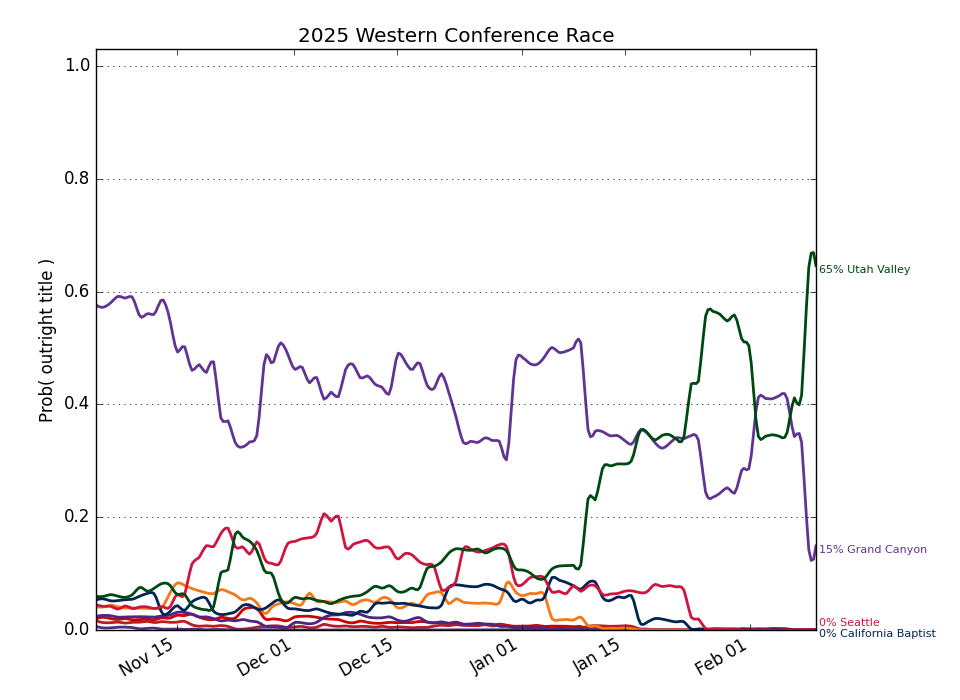 2025 Western Conference Race
Prob( outright title )
1.0
0.8
0.6
0.4
0.2
0.0
Nov 15
Dec 01
Dec 15
Jan 01
Jan 15
Feb 01
65% Utah Valley
15% Grand Canyon
0% Seattle
0% California Baptist